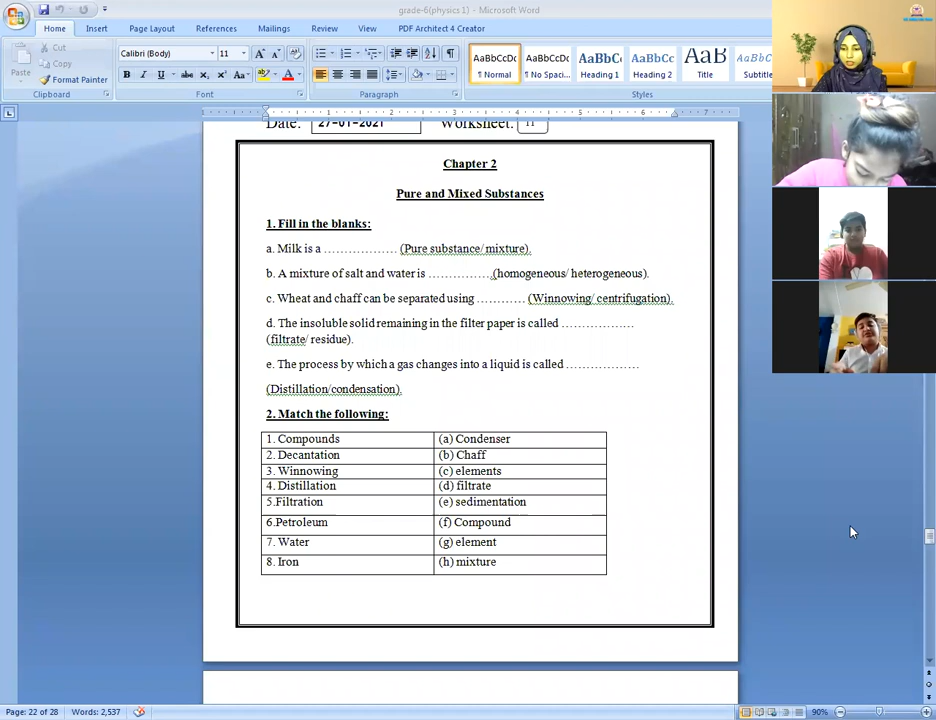 grade-6(physics 1) - Microsoft Word
Home Insert Page Layout References Mailings Review View PDF Architect 4 Creator
Cut
Copy
Paste
Format Painter
Clipboard
Calibri (Body) 11
Font
Paragraph
AaBbCcDc AaBbCcDc AaBbC AaBbCc AaB AaBbCc
¶ Normal ¶ No Spaci... Heading 1 Heading 2 Title Subtitle
Styles
Date: 27-01-2021 Worksheet: 11
Chapter 2
Pure and Mixed Substances
1. Fill in the blanks:
a. Milk is a .................. (Pure substance/ mixture).
b. A mixture of salt and water is ...............(homogeneous/ heterogeneous).
c. Wheat and chaff can be separated using ........... (Winnowing/ centrifugation).
d. The insoluble solid remaining in the filter paper is called ..................
(filtrate/ residue).
e. The process by which a gas changes into a liquid is called ..................
(Distillation/condensation).
2. Match the following:
1. Compounds (a) Condenser
2. Decantation (b) Chaff
3. Winnowing (c) elements
4. Distillation (d) filtrate
5.Filtration (e) sedimentation
6.Petroleum (f) Compound
7. Water (g) element
8. Iron (h) mixture
Page: 22 of 28 Words: 2,537 90%